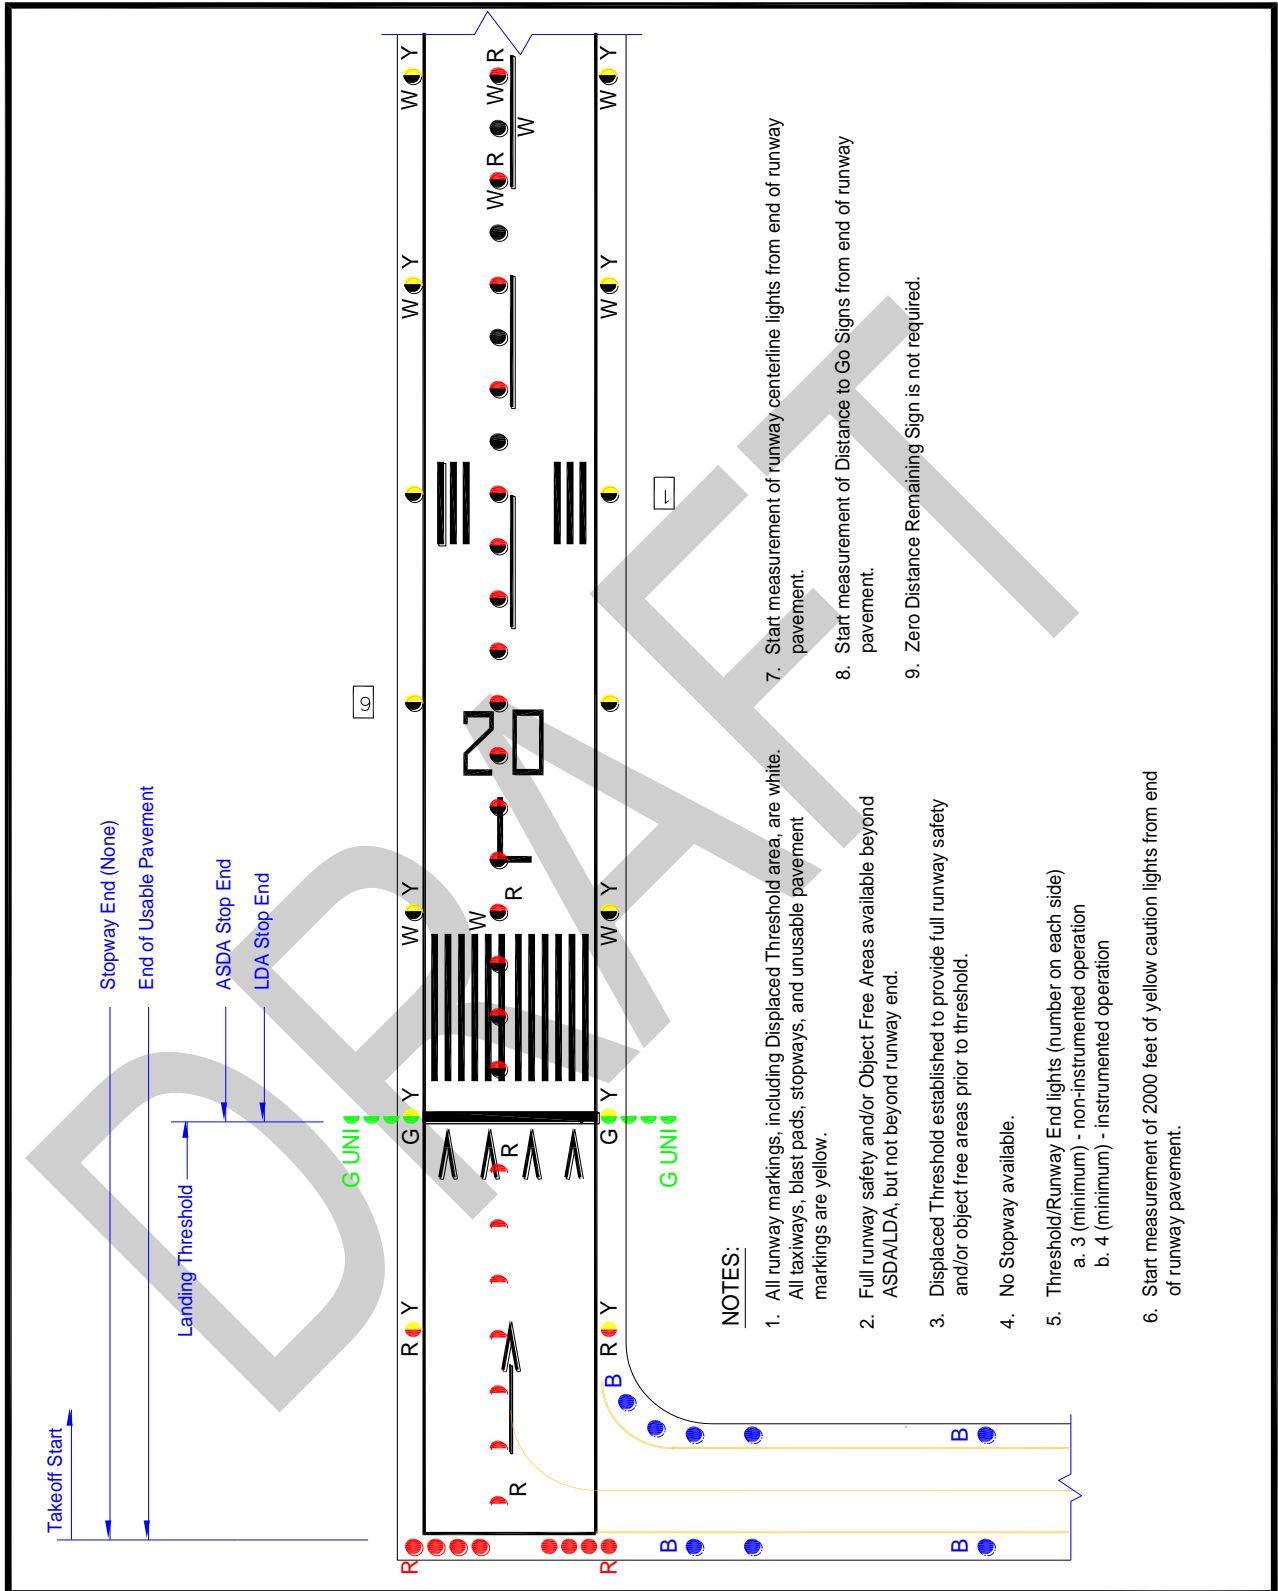 Takeoff Start
Stopway End (None)
End of Usable Pavement
Landing Threshold
ASDA Stop End
LDA Stop End
G UNI
9
R R Y G Y W Y W Y W Y
20
L
R R W R W R W R
W
R R Y G Y W Y W Y W Y
B
G UNI
1
B B
B B
DRAFT
NOTES:
1. All runway markings, including Displaced Threshold area, are white.
All taxiways, blast pads, stopways, and unusable pavement
markings are yellow.
2. Full runway safety and/or Object Free Areas available beyond
ASDA/LDA, but not beyond runway end.
3. Displaced Threshold established to provide full runway safety
and/or object free areas prior to threshold.
4. No Stopway available.
5. Threshold/Runway End lights (number on each side)
a. 3 (minimum) - non-instrumented operation
b. 4 (minimum) - instrumented operation
6. Start measurement of 2000 feet of yellow caution lights from end
of runway pavement.
7. Start measurement of runway centerline lights from end of runway
pavement.
8. Start measurement of Distance to Go Signs from end of runway
pavement.
9. Zero Distance Remaining Sign is not required.